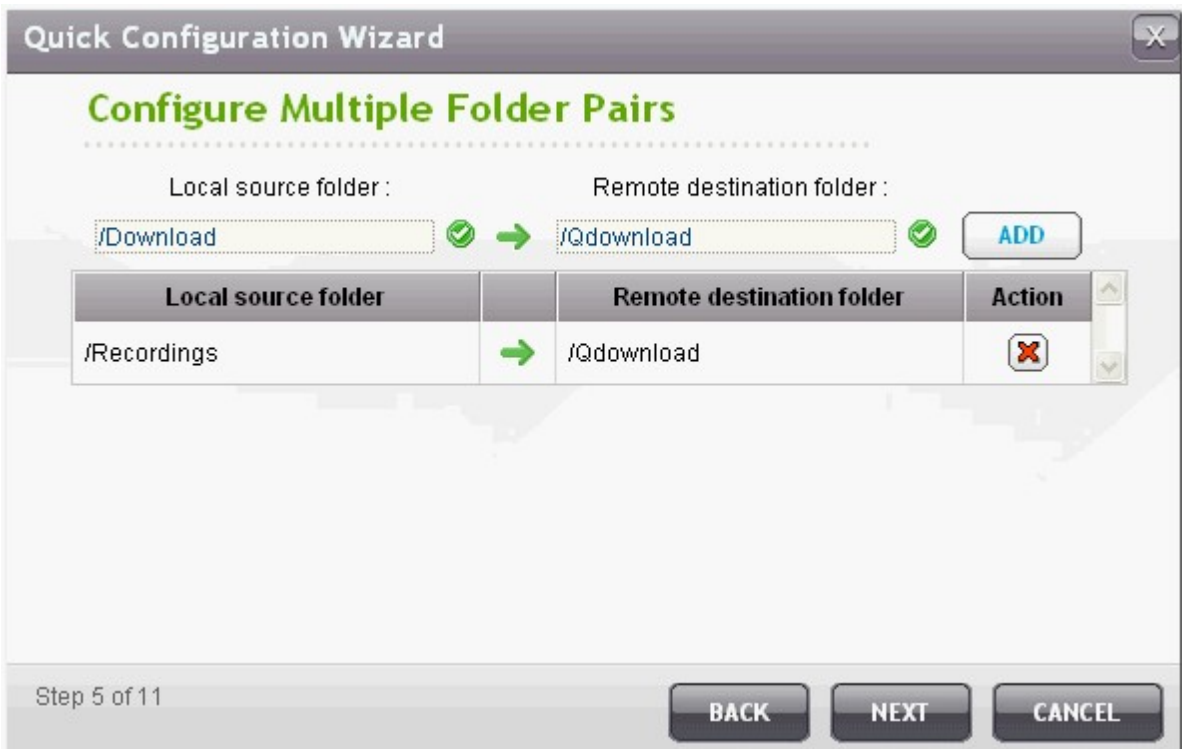 Quick Configuration Wizard
X
Configure Multiple Folder Pairs
Local source folder : Remote destination folder :
/Download /Qdownload ADD
Local source folder Remote destination folder Action
/Recordings /Qdownload
Step 5 of 11 BACK NEXT CANCEL